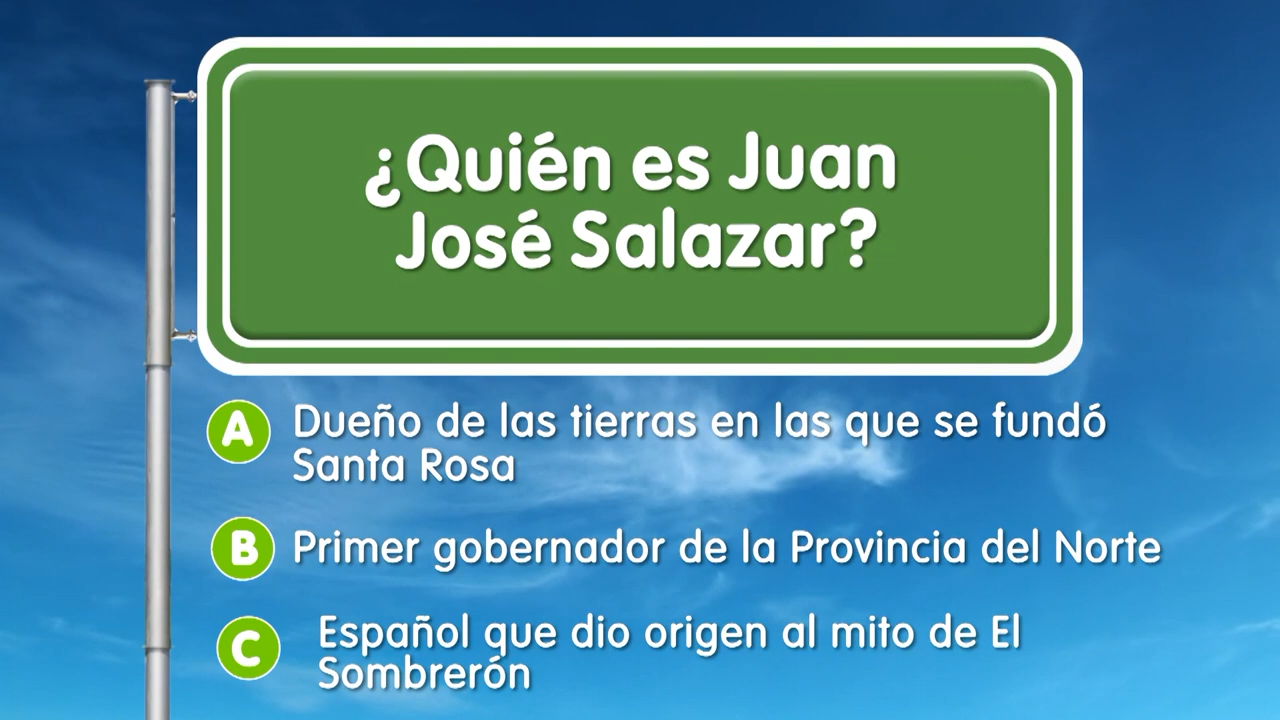 ¿Quién es Juan
José Salazar?
A Dueño de las tierras en las que se fundó
Santa Rosa
B Primer gobernador de la Provincia del Norte
C Español que dio origen al mito de El
Sombrerón